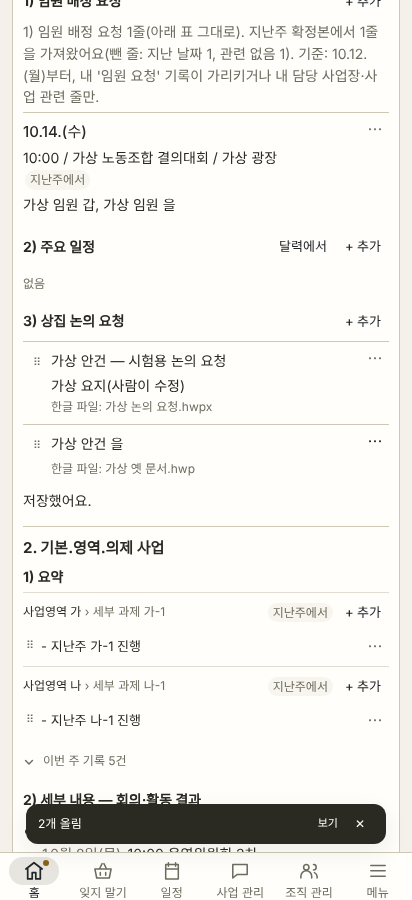 1) 임원 배정 요청
+ 추가
1) 임원 배정 요청 1줄(아래 표 그대로). 지난주 확정본에서 1줄
을 가져왔어요(뺀 줄: 지난 날짜 1, 관련 없음 1). 기준: 10.12.
(월)부터, 내 '임원 요청' 기록이 가리키거나 내 담당 사업장·사
업 관련 줄만.
10.14.(수)
10:00 / 가상 노동조합 결의대회 / 가상 광장
지난주에서
가상 임원 갑, 가상 임원 을
2) 주요 일정
달력에서
+ 추가
없음
3) 상집 논의 요청
+ 추가
가상 안건 — 시험용 논의 요청
가상 요지(사람이 수정)
한글 파일: 가상 논의 요청.hwpx
가상 안건 을
한글 파일: 가상 옛 문서.hwp
저장했어요.
2. 기본.영역.의제 사업
1) 요약
사업영역 가 › 세부 과제 가-1
지난주에서
+ 추가
- 지난주 가-1 진행
사업영역 나 › 세부 과제 나-1
지난주에서
+ 추가
- 지난주 나-1 진행
이번 주 기록 5건
2) 세부 내용 — 회의·활동 결과
2개 올림
보기
×
홈
잊지 말기
일정
사업 관리
조직 관리
메뉴